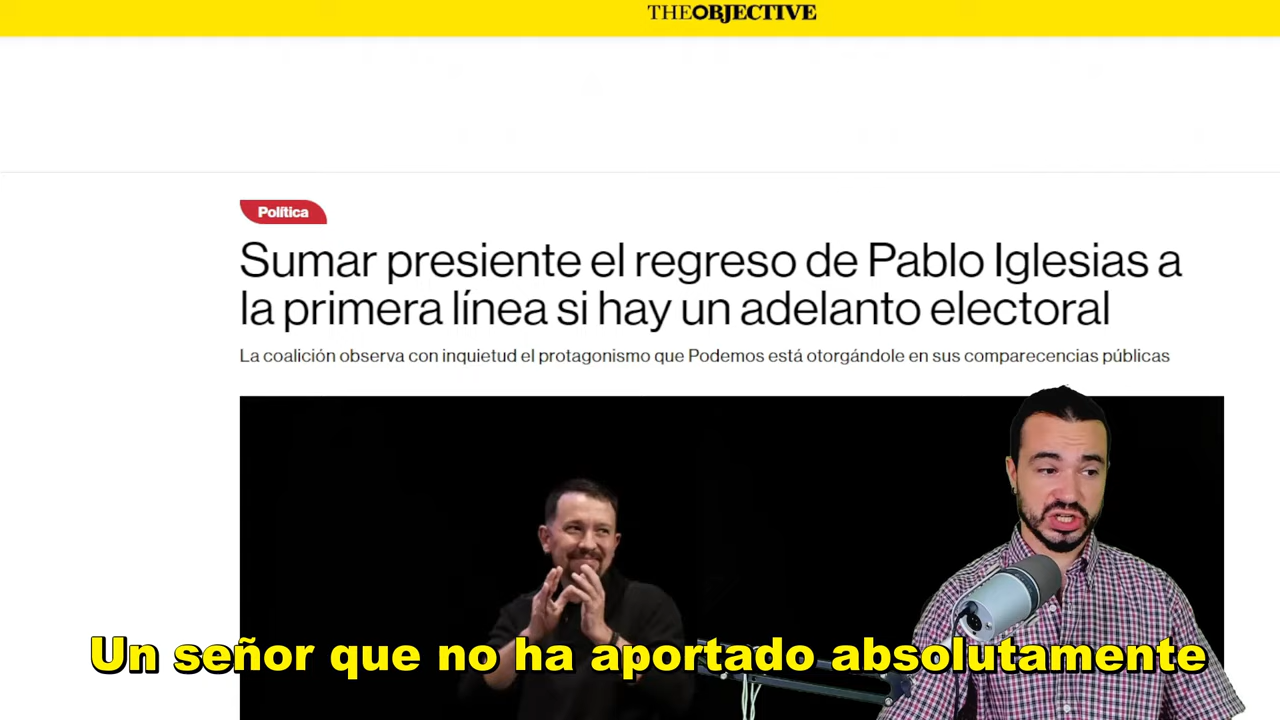 THEOBJECTIVE
Política
Sumar presiente el regreso de Pablo Iglesias a
la primera línea si hay un adelanto electoral
La coalición observa con inquietud el protagonismo que Podemos está otorgándole en sus comparecencias públicas
Un señor que no ha aportado absolutamente